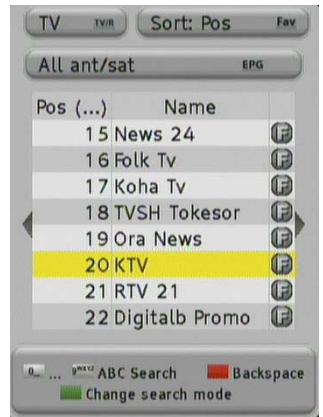 TV TV/R Sort: Pos Fav
All ant/sat EPG
Pos (...) Name
15 News 24 F
16 Folk Tv F
17 Koha Tv F
18 TVSH Tokesor F
19 Ora News F
20 KTV
21 RTV 21 F
22 Digitalb Promo F
0_ ... 9WXYZ ABC Search Backspace
Change search mode